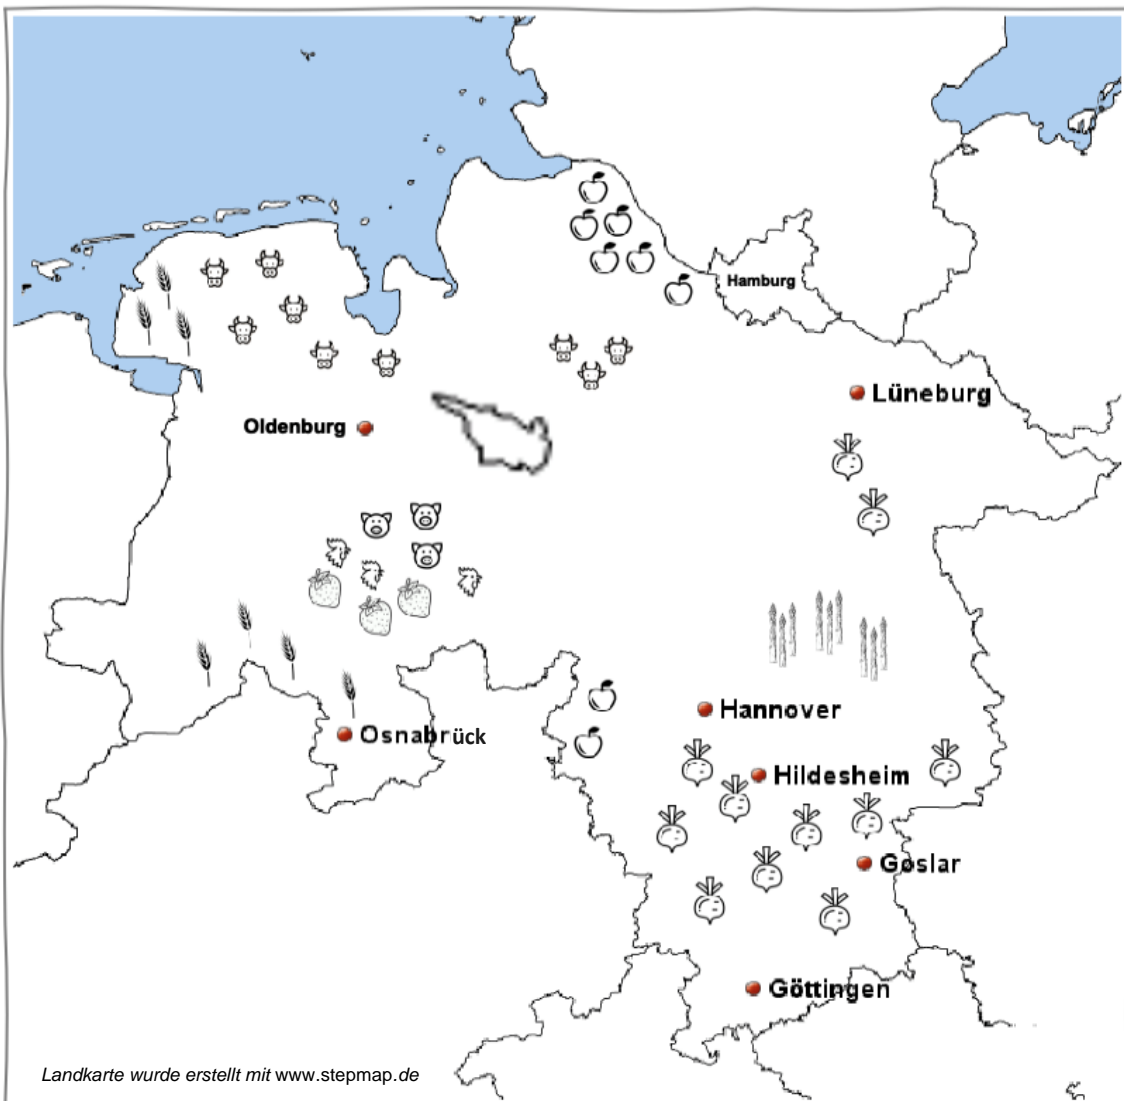 Hamburg
Lüneburg
Oldenburg
Hannover
Osnabrück
Hildesheim
Goslar
Göttingen
Landkarte wurde erstellt mit www.stepmap.de